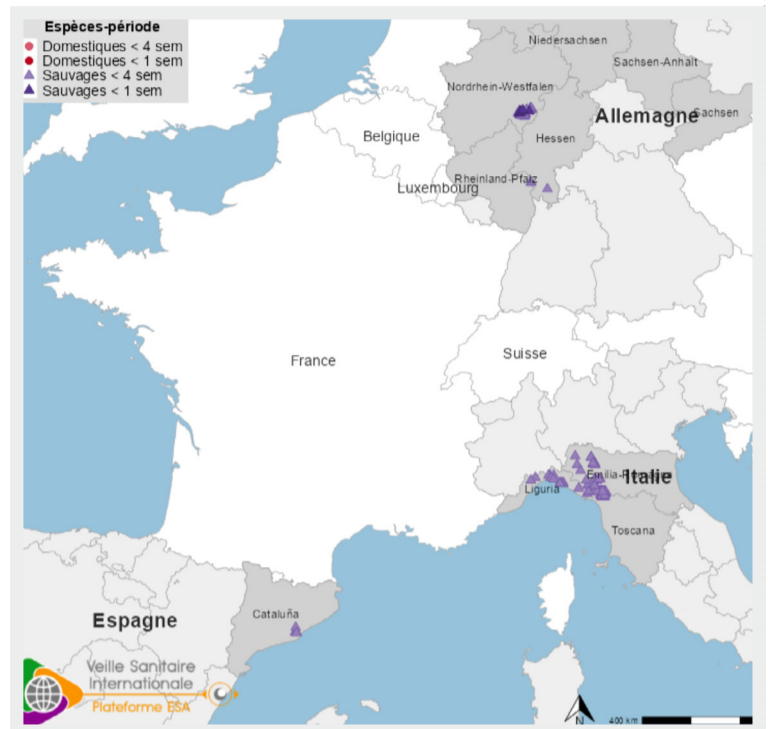 Espèces-période
Domestiques < 4 sem
Domestiques < 1 sem
Sauvages < 4 sem
Sauvages < 1 sem
Niedersachsen
Sachsen-Anhalt
Nordrhein-Westfalen
Allemagne
Sachsen
Belgique
Hessen
Rheinland-Pfalz
Luxembourg
France
Suisse
Emilia-Romagna
Italie
Liguria
Toscana
Cataluña
Espagne
Veille Sanitaire
Internationale
Plateforme ESA
N
400 km